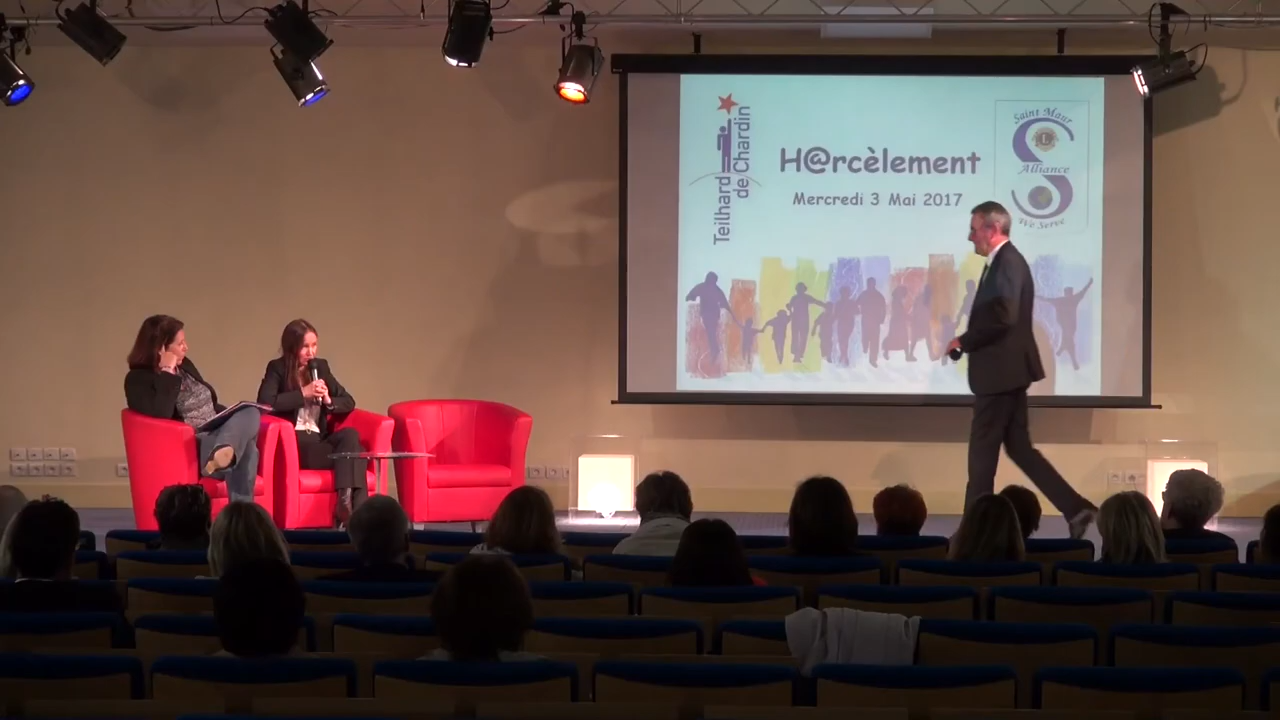 Teilhard
de Chardin
H@rcèlement
Mercredi 3 Mai 2017
Saint Maur
Alliance
We Serve